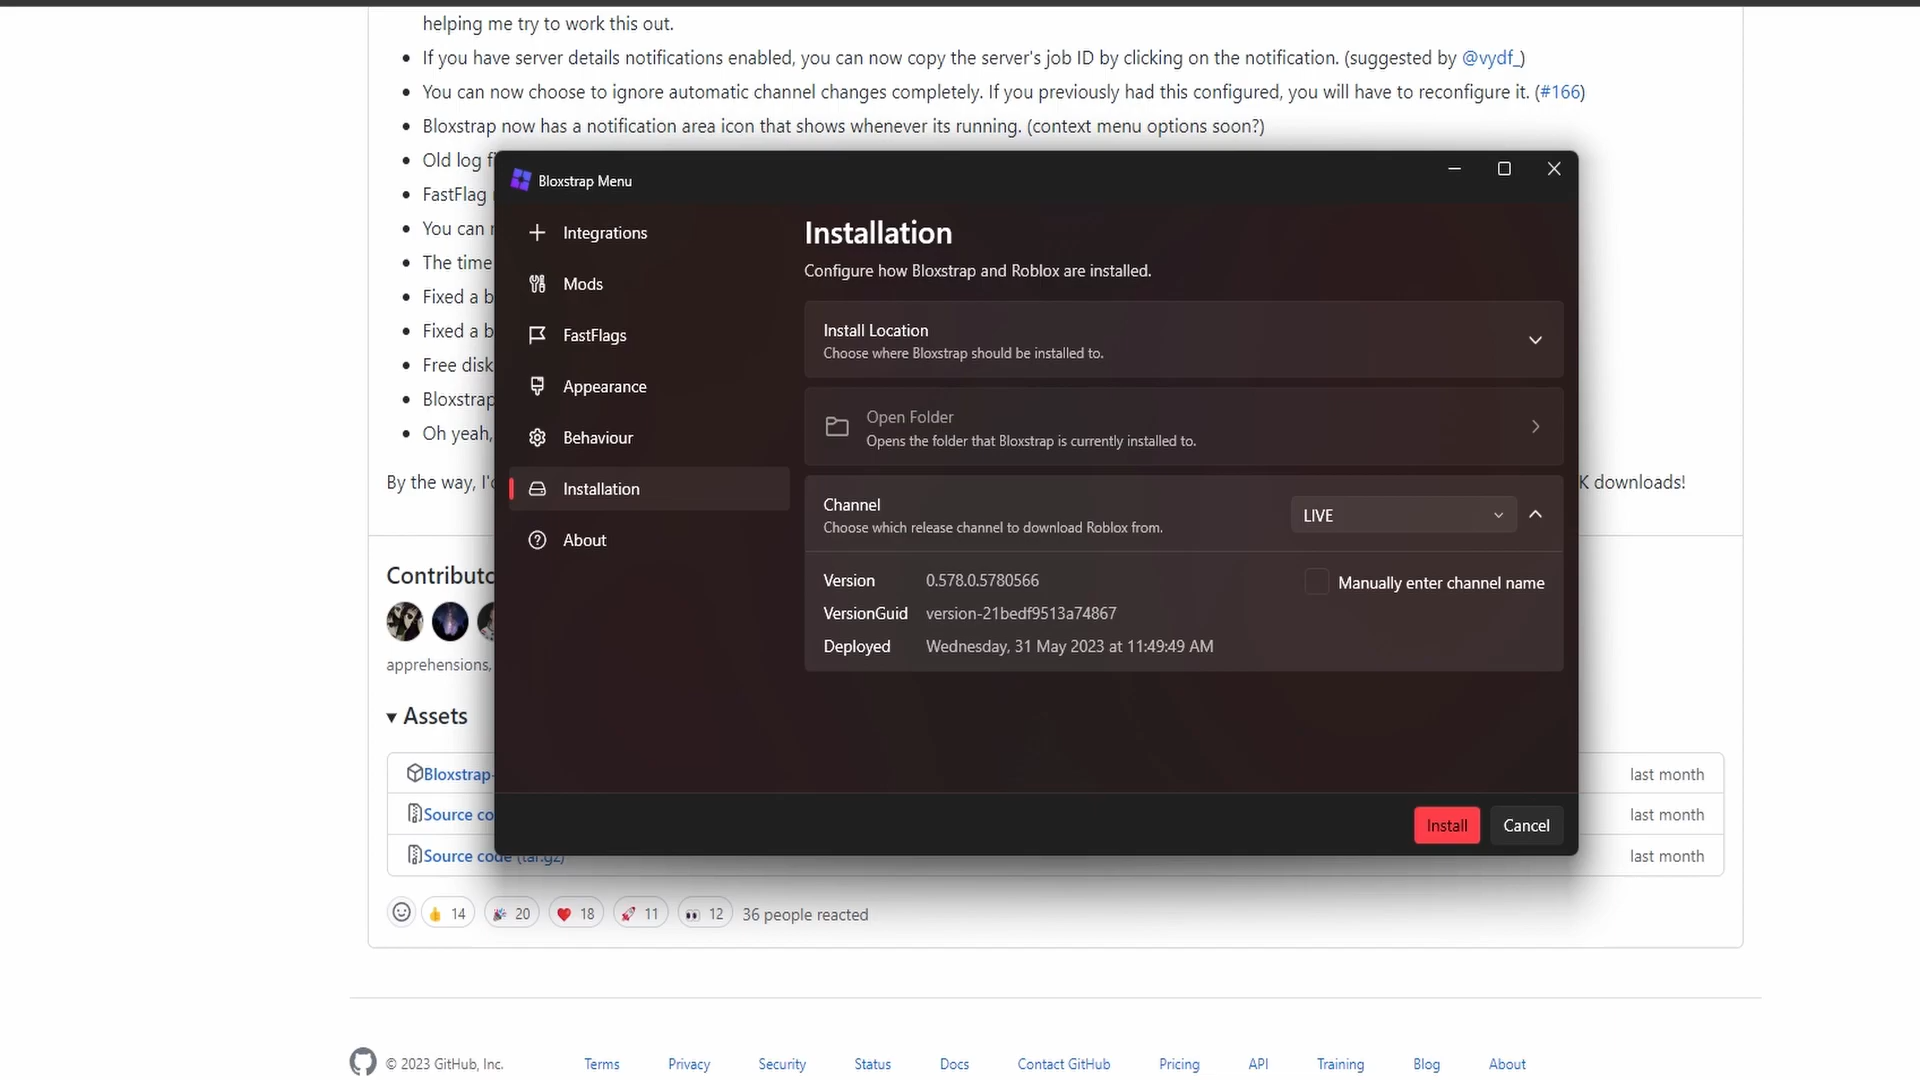 helping me try to work this out.
If you have server details notifications enabled, you can now copy the server's job ID by clicking on the notification. (suggested by @vydf_)
You can now choose to ignore automatic channel changes completely. If you previously had this configured, you will have to reconfigure it. (#166)
Bloxstrap now has a notification area icon that shows whenever its running. (context menu options soon?)
Old log
FastFlag
You can
The time
Fixed a
Fixed a
Free disk
Bloxstrap
Oh yeah,
By the way,
K downloads!
apprehensions,
Assets
Bloxstrap-
last month
Source
last month
Source code (tar.gz)
last month
14
20
18
11
12
36 people reacted
Bloxstrap Menu
Integrations
Mods
FastFlags
Appearance
Behaviour
Installation
About
Installation
Configure how Bloxstrap and Roblox are installed.
Install Location
Choose where Bloxstrap should be installed to.
Open Folder
Opens the folder that Bloxstrap is currently installed to.
Channel
Choose which release channel to download Roblox from.
LIVE
Version 0.578.0.5780566
Manually enter channel name
VersionGuid version-21bedf9513a74867
Deployed Wednesday, 31 May 2023 at 11:49:49 AM
Install
Cancel
© 2023 GitHub, Inc.
Terms
Privacy
Security
Status
Docs
Contact GitHub
Pricing
API
Training
Blog
About